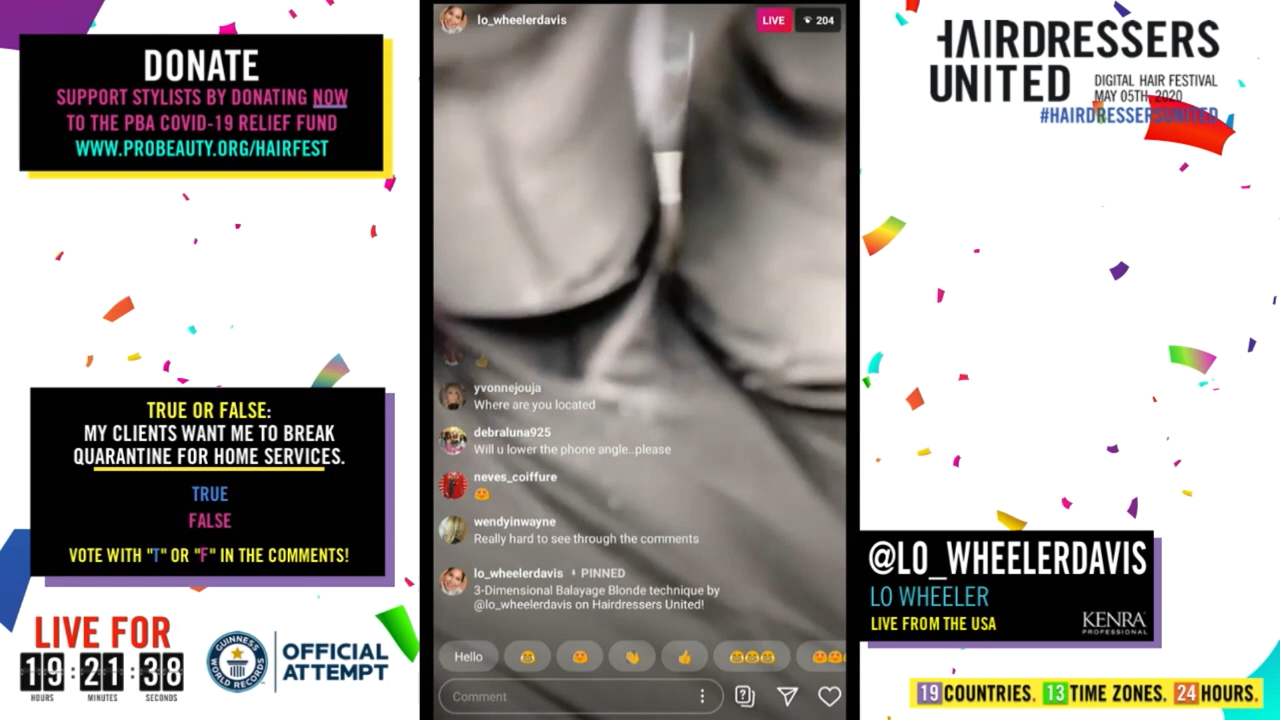 DONATE
SUPPORT STYLISTS BY DONATING NOW
TO THE PBA COVID-19 RELIEF FUND
WWW.PROBEAUTY.ORG/HAIRFEST
TRUE OR FALSE:
MY CLIENTS WANT ME TO BREAK
QUARANTINE FOR HOME SERVICES.
TRUE
FALSE
VOTE WITH "T" OR "F" IN THE COMMENTS!
LIVE FOR
19:21:38
HOURS MINUTES SECONDS
GUINNESS
WORLD RECORDS
OFFICIAL
ATTEMPT
lo_wheelerdavis
LIVE
204
yvonnejouja
Where are you located
debraluna925
Will u lower the phone angle..please
neves_coiffure
wendyinwayne
Really hard to see through the comments
lo_wheelerdavis PINNED
3-Dimensional Balayage Blonde technique by
@lo_wheelerdavis on Hairdressers United!
Hello
Comment
HAIRDRESSERS
UNITED
DIGITAL HAIR FESTIVAL
MAY 05TH, 2020
#HAIRDRESSERSUNITED
@LO_WHEELERDAVIS
LO WHEELER
LIVE FROM THE USA
KENRA
PROFESSIONAL
19 COUNTRIES. 13 TIME ZONES. 24 HOURS.